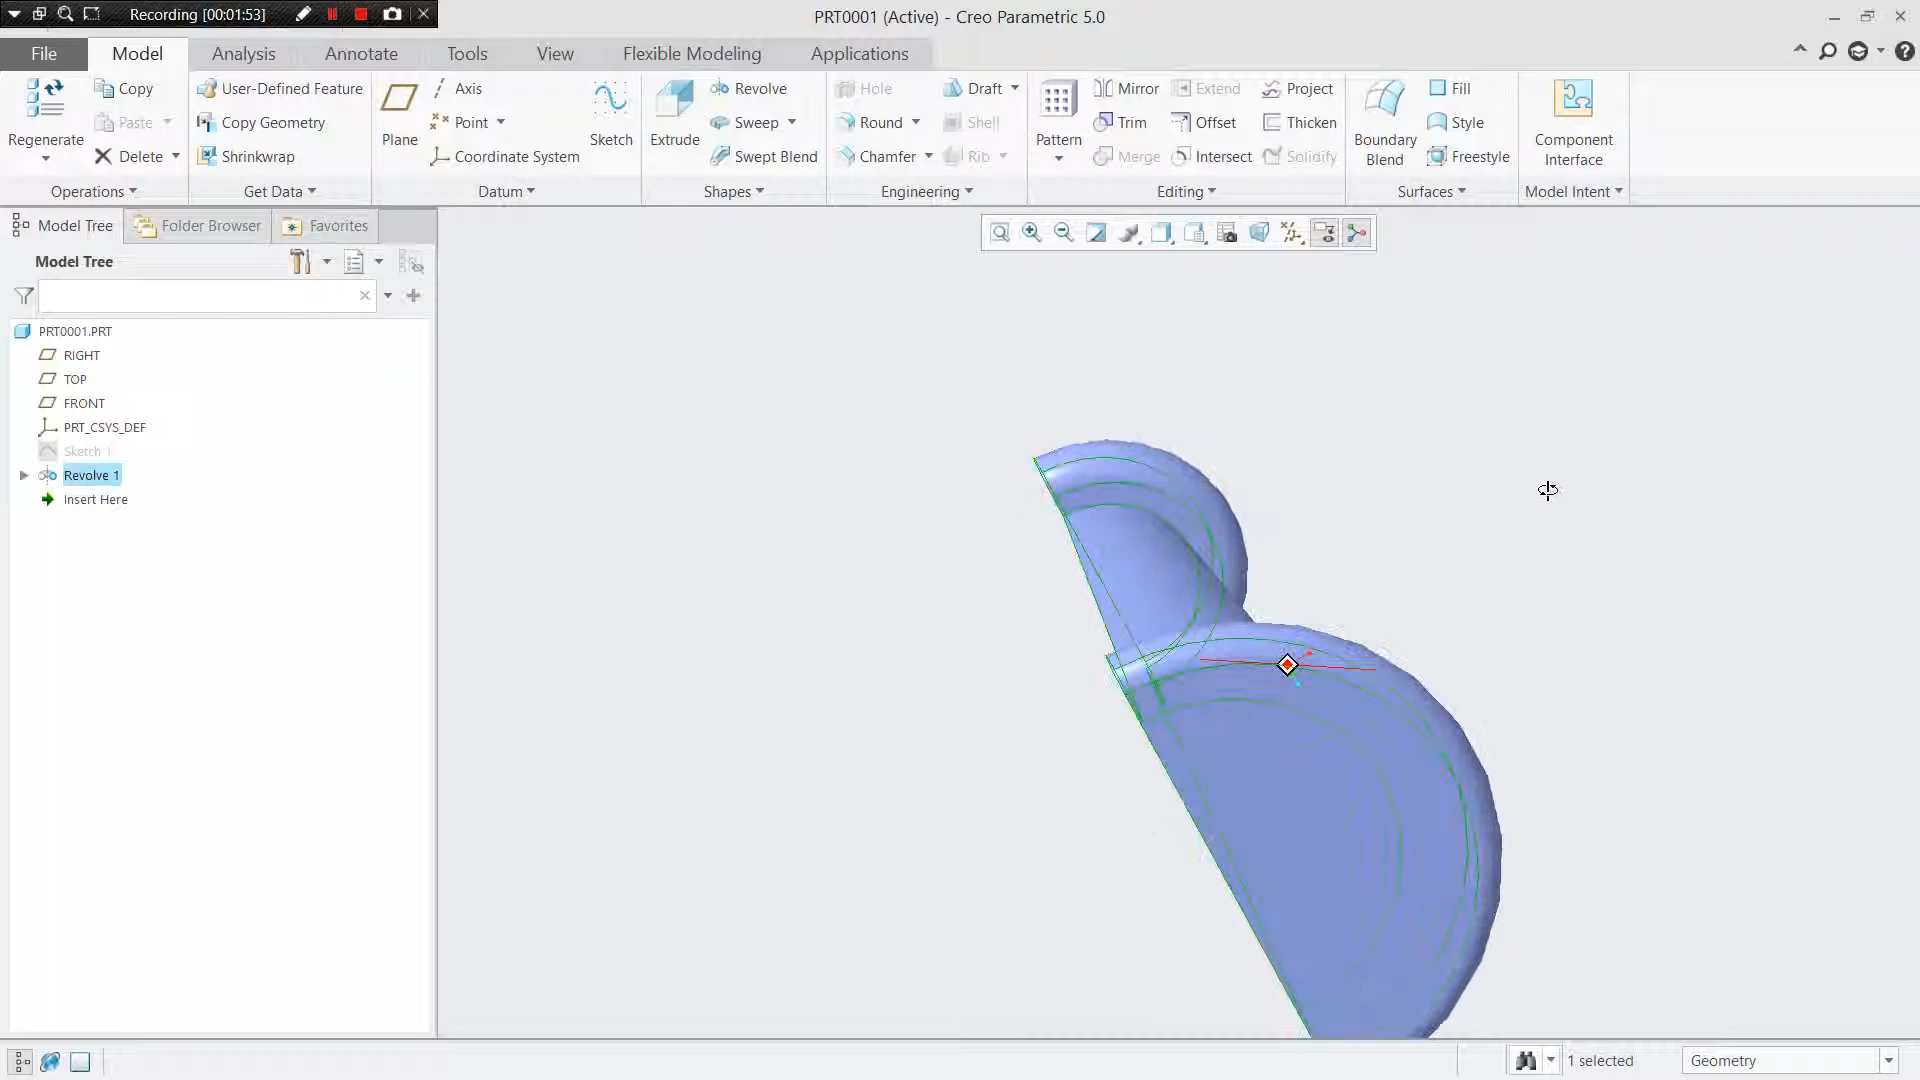 Recording [00:01:53]
PRT0001 (Active) - Creo Parametric 5.0
File Model Analysis Annotate Tools View Flexible Modeling Applications
Regenerate
Copy
Paste
Delete
Operations
User-Defined Feature
Copy Geometry
Shrinkwrap
Get Data
Plane
Axis
Point
Coordinate System
Sketch
Datum
Extrude
Revolve
Sweep
Swept Blend
Shapes
Hole
Round
Chamfer
Draft
Shell
Rib
Engineering
Pattern
Mirror
Trim
Merge
Extend
Offset
Intersect
Project
Thicken
Solidify
Editing
Boundary
Blend
Fill
Style
Freestyle
Surfaces
Component
Interface
Model Intent
Model Tree Folder Browser Favorites
Model Tree
PRT0001.PRT
RIGHT
TOP
FRONT
PRT_CSYS_DEF
Sketch 1
Revolve 1
Insert Here
1 selected
Geometry